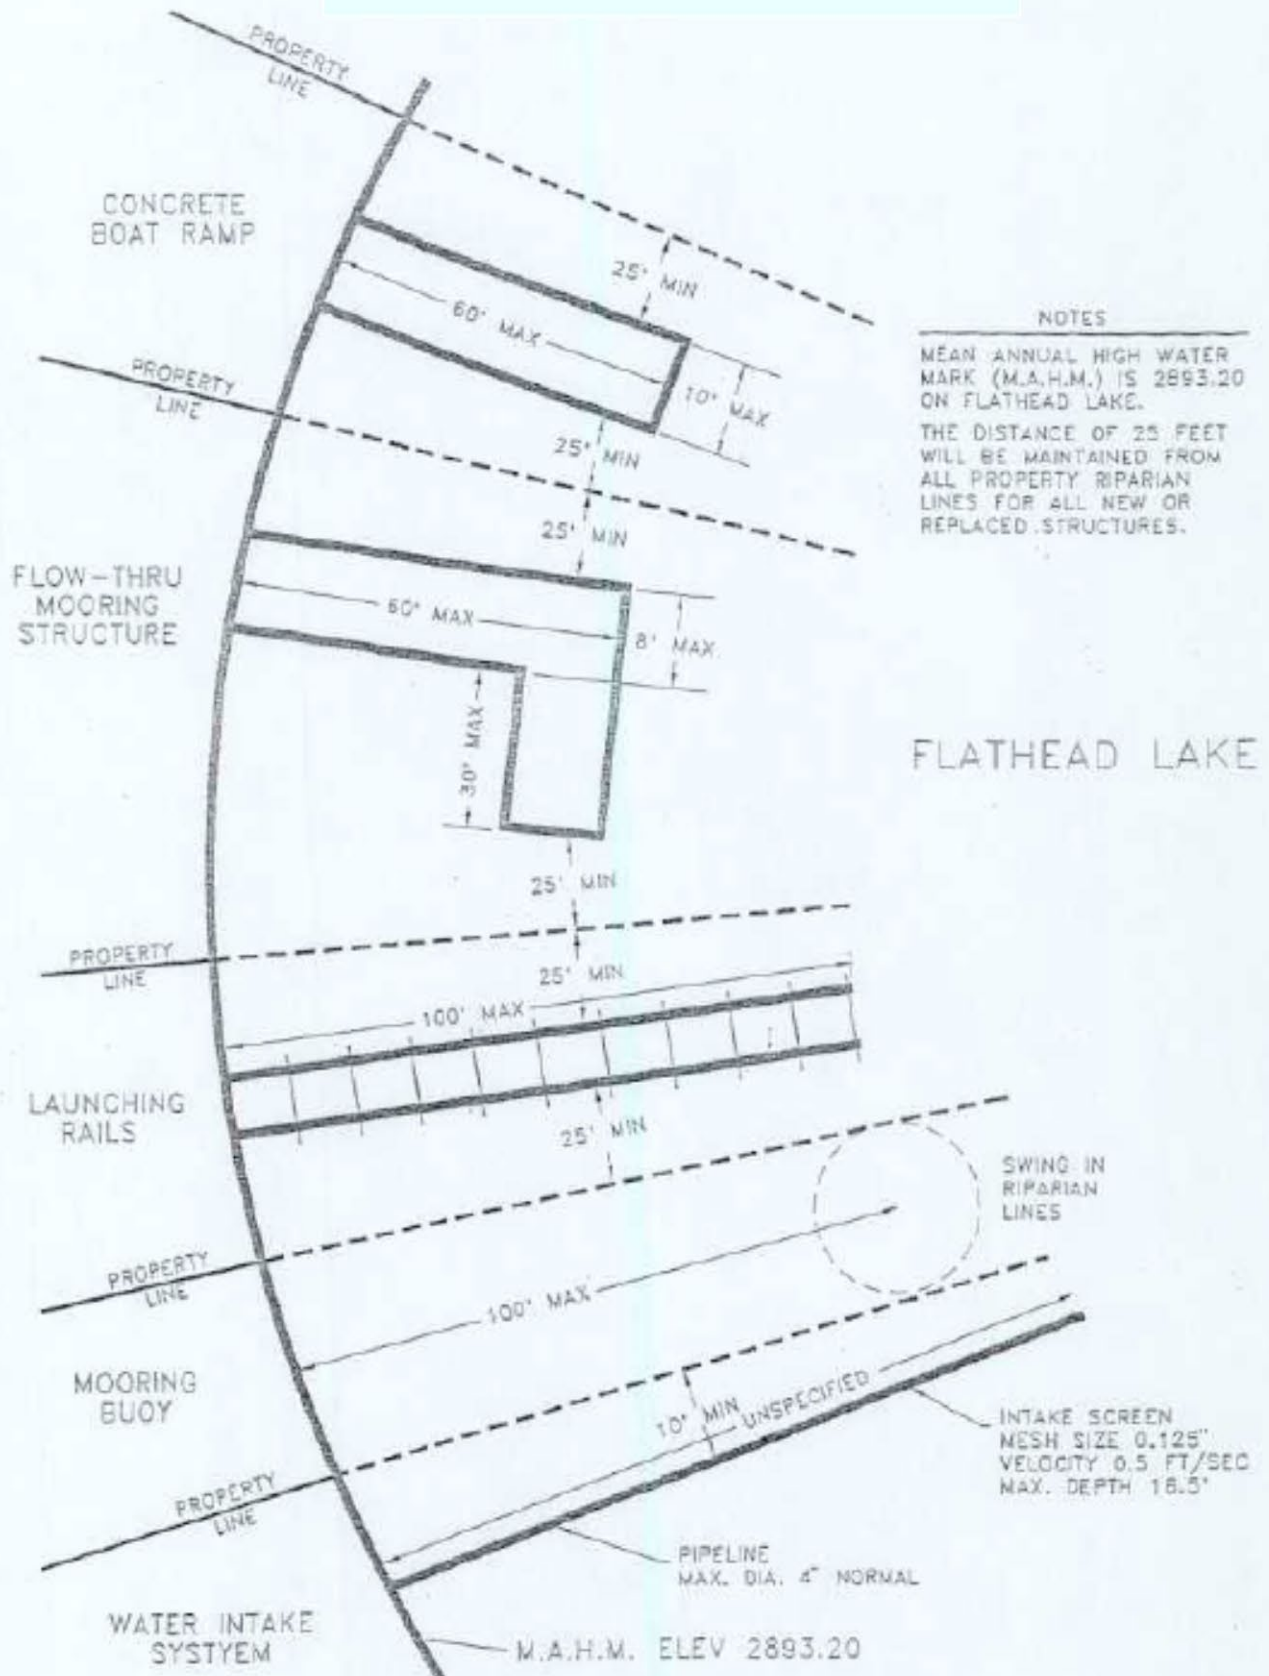 PROPERTY
LINE
CONCRETE
BOAT RAMP
25' MIN
60' MAX
10' MAX
25' MIN
NOTES
MEAN ANNUAL HIGH WATER
MARK (M.A.H.M.) IS 2893.20
ON FLATHEAD LAKE.
THE DISTANCE OF 25 FEET
WILL BE MAINTAINED FROM
ALL PROPERTY RIPARIAN
LINES FOR ALL NEW OR
REPLACED STRUCTURES.
PROPERTY
LINE
25' MIN
FLOW-THRU
MOORING
STRUCTURE
60' MAX
8' MAX
30' MAX
25' MIN
FLATHEAD LAKE
PROPERTY
LINE
25' MIN
100' MAX
LAUNCHING
RAILS
25' MIN
SWING IN
RIPARIAN
LINES
PROPERTY
LINE
100' MAX
MOORING
BUOY
10' MIN
UNSPECIFIED
INTAKE SCREEN
MESH SIZE 0.125"
VELOCITY 0.5 FT/SEC
MAX. DEPTH 18.5'
PROPERTY
LINE
PIPELINE
MAX. DIA. 4" NORMAL
WATER INTAKE
SYSTYEM
M.A.H.M. ELEV 2893.20